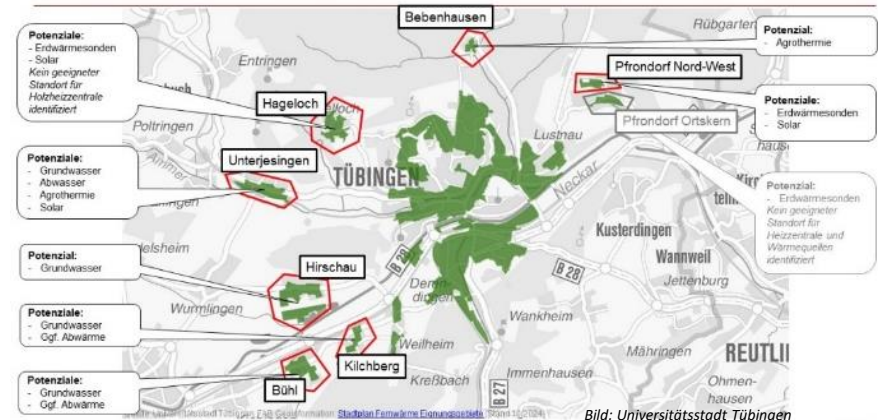 Potenziale:
- Erdwärmesonden
- Solar
Kein geeigneter
Standort für
Holzheizzentrale
identifiziert
Potenziale:
- Grundwasser
- Abwasser
- Agrothermie
- Solar
Potenziale:
- Grundwasser
Potenziale:
- Grundwasser
- Ggf. Abwärme
Potenziale:
- Grundwasser
- Ggf. Abwärme
Bebenhausen
Hageloch
Unterjesingen
Hirschau
Kilchberg
Bühl
Pfrondorf Nord-West
Pfrondorf Ortskern
Entringen
Poltringen
Ammer
TÜBINGEN
Wurmlingen
Weilheim
Kreßbach
B 28
B 28
B 27
Neckar
Lustnau
Rübgarten
Kusterdingen
Wannweil
Jettenburg
Wankheim
Mähringen
Immenhausen
Ohmen-
hausen
REUTLI
Potenzial:
- Agrothermie
Potenziale:
- Erdwärmesonden
- Solar
Potenzial:
- Erdwärmesonden
Kein geeigneter
Standort für
Heizzentrale und
Wärmequellen
identifiziert
Stadtplan Fernwärme Eignungsgebiete
Bild: Universitätsstadt Tübingen